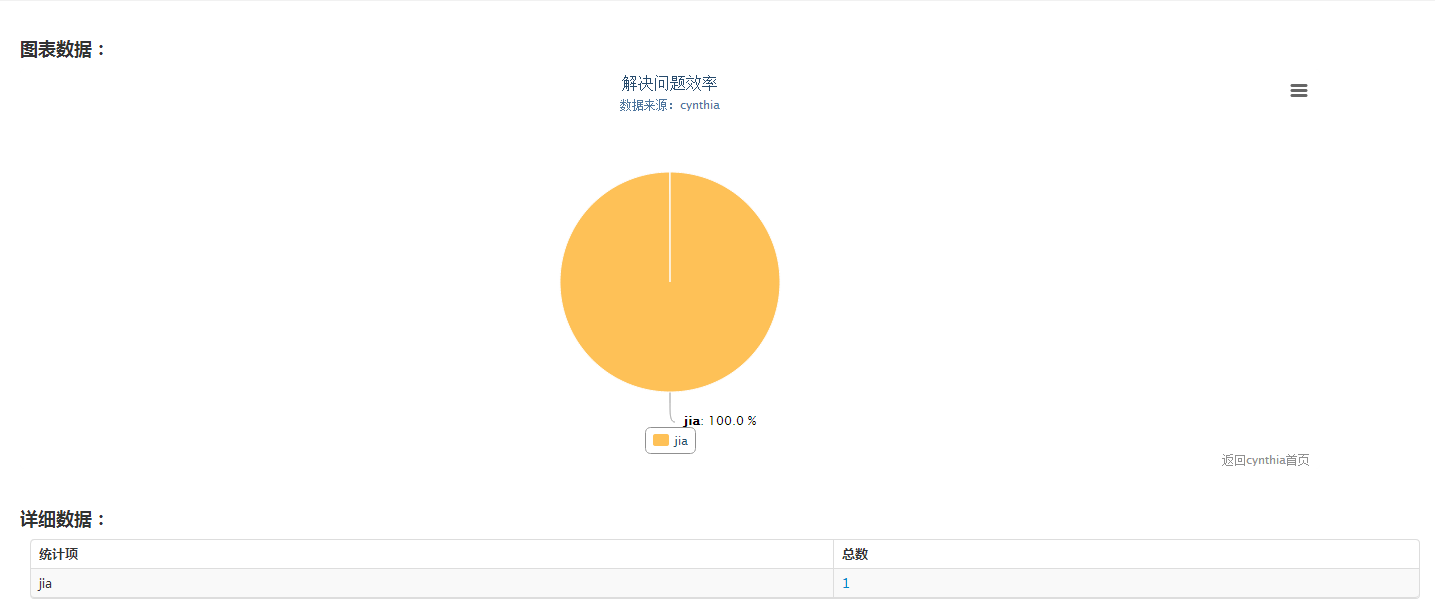 图表数据：
解决问题效率
数据来源：cynthia
jia: 100.0 %
jia
返回cynthia首页
详细数据：
统计项 总数
jia 1